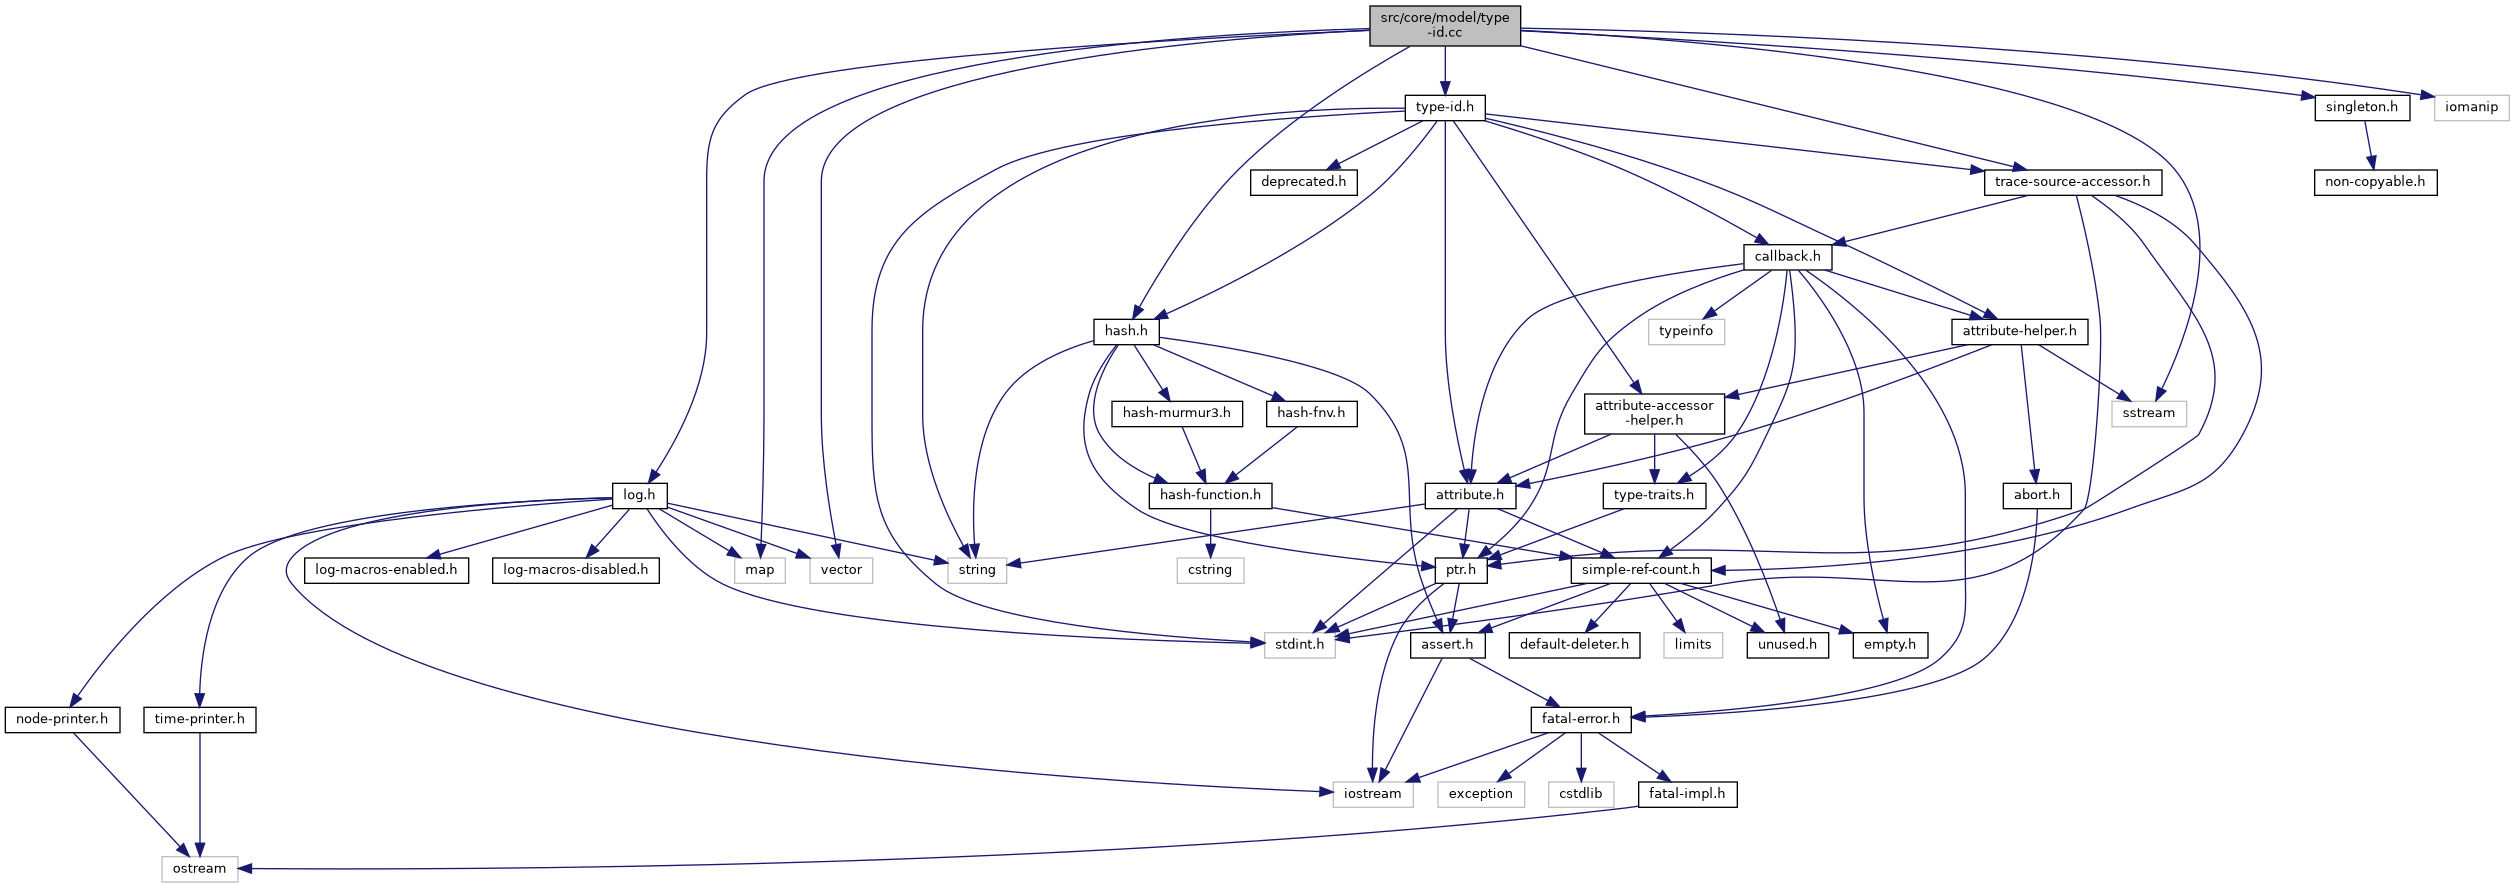 src/core/model/type
-id.cc
type-id.h
singleton.h
iomanip
deprecated.h
trace-source-accessor.h
non-copyable.h
callback.h
hash.h
typeinfo
attribute-helper.h
hash-murmur3.h
hash-fnv.h
attribute-accessor
-helper.h
sstream
log.h
hash-function.h
attribute.h
type-traits.h
abort.h
log-macros-enabled.h
log-macros-disabled.h
map
vector
string
cstring
ptr.h
simple-ref-count.h
stdint.h
assert.h
default-deleter.h
limits
unused.h
empty.h
node-printer.h
time-printer.h
fatal-error.h
iostream
exception
cstdlib
fatal-impl.h
ostream